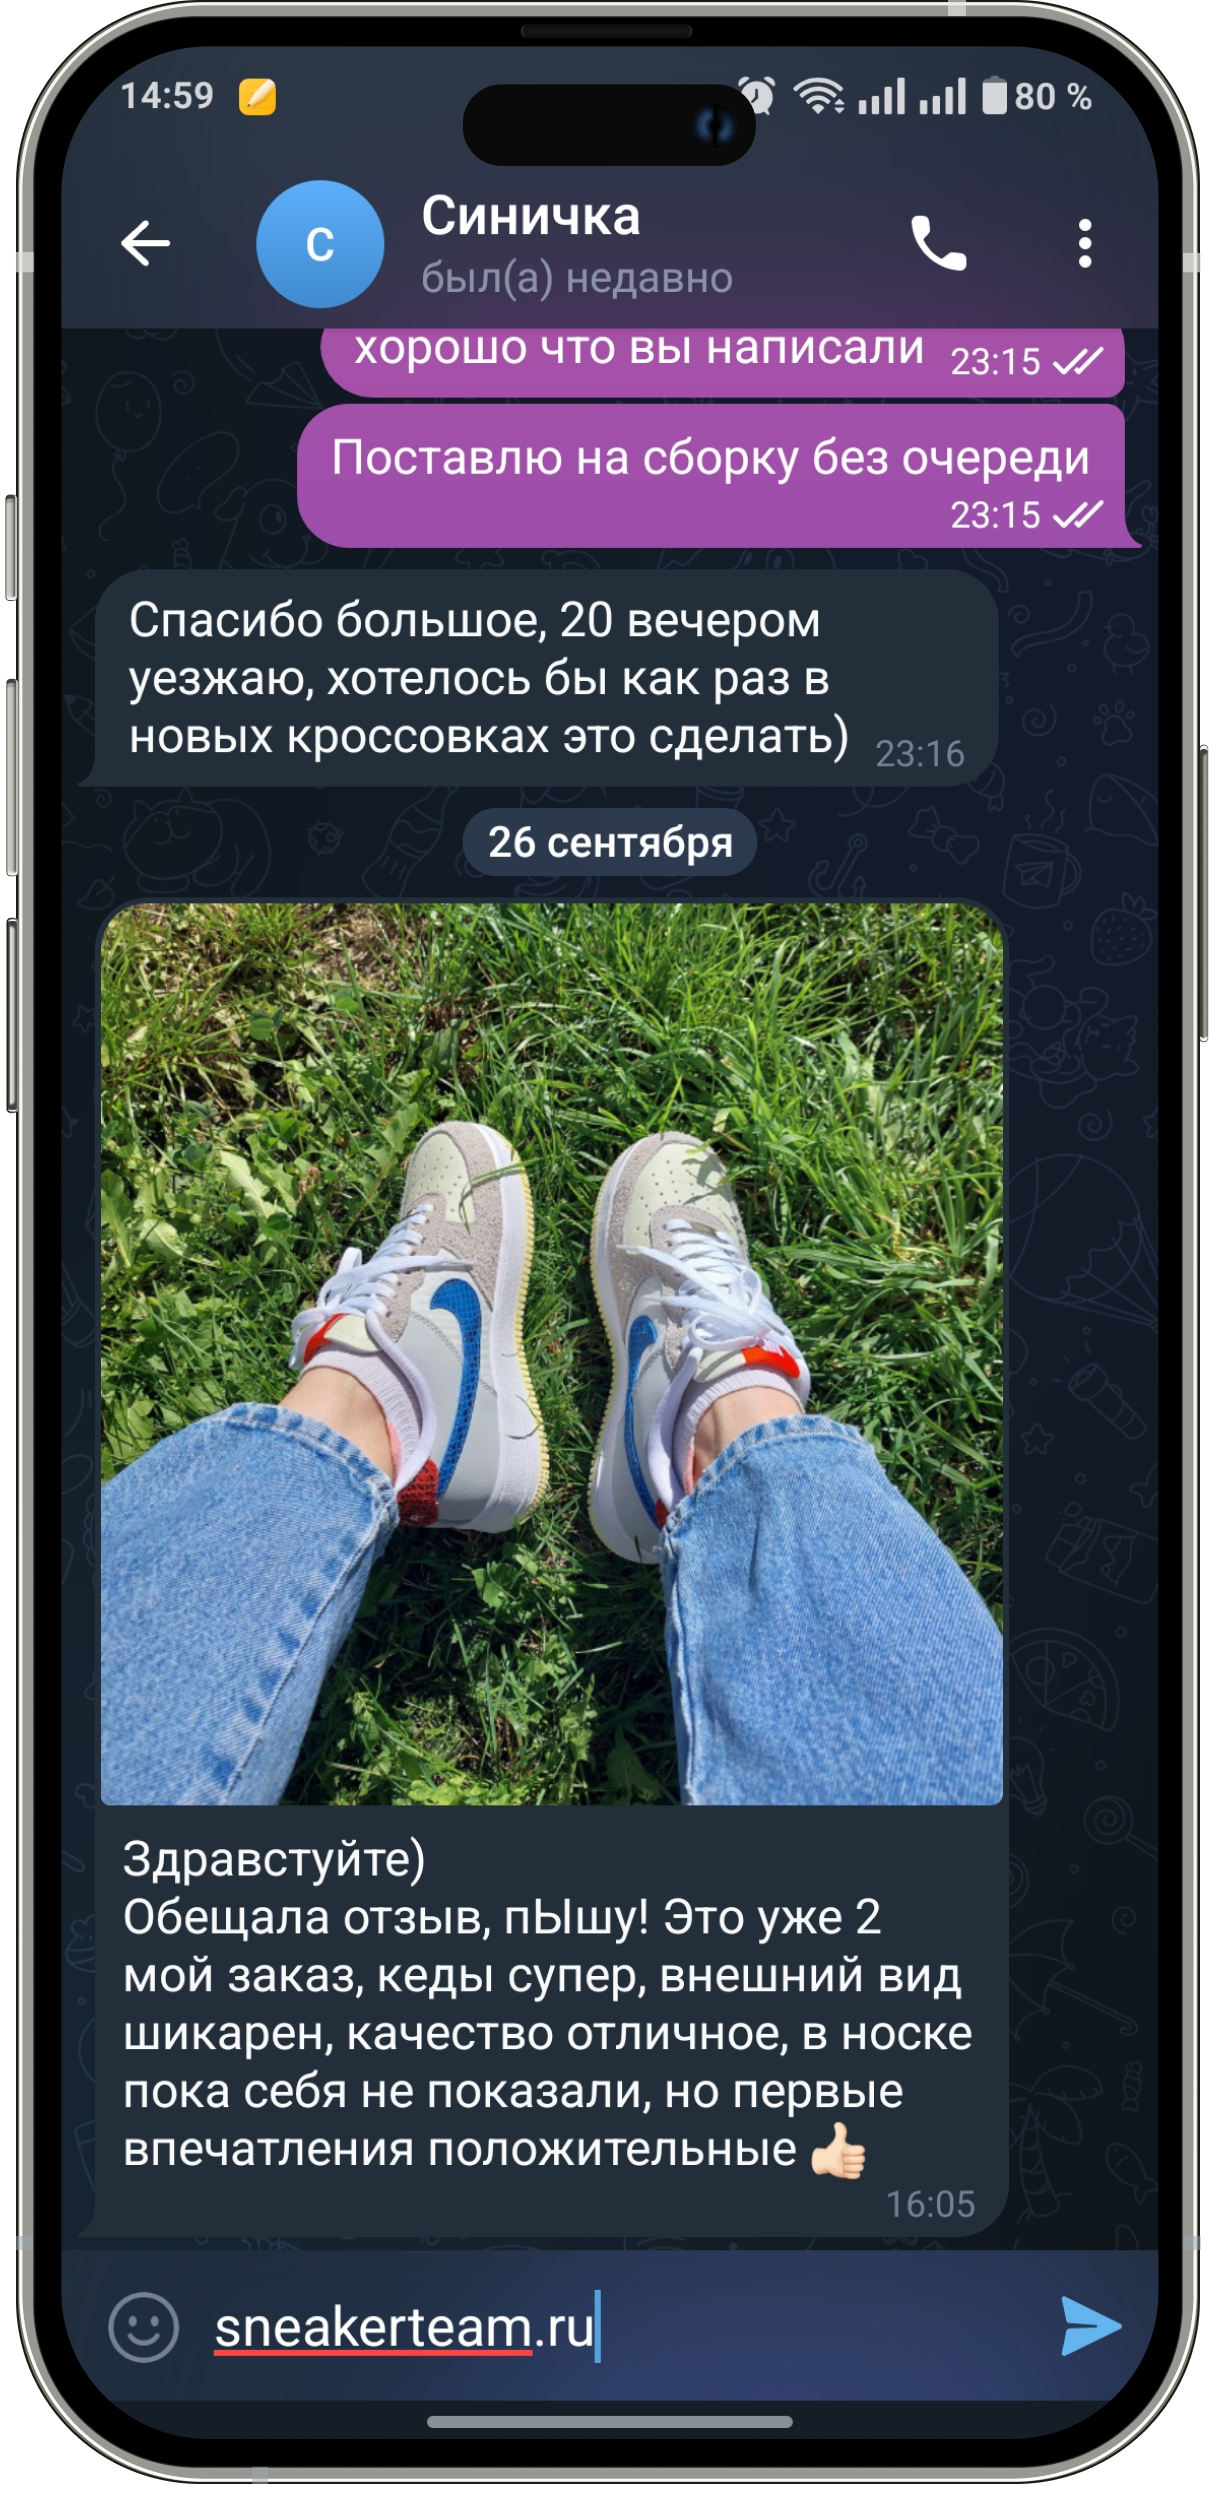 14:59
80 %
С
Синичка
был(а) недавно
хорошо что вы написали 23:15
Поставлю на сборку без очереди
23:15
Спасибо большое, 20 вечером
уезжаю, хотелось бы как раз в
новых кроссовках это сделать) 23:16
26 сентября
Здравстуйте)
Обещала отзыв, пЫшу! Это уже 2
мой заказ, кеды супер, внешний вид
шикарен, качество отличное, в носке
пока себя не показали, но первые
впечатления положительные 👍🏻
16:05
sneakerteam.ru